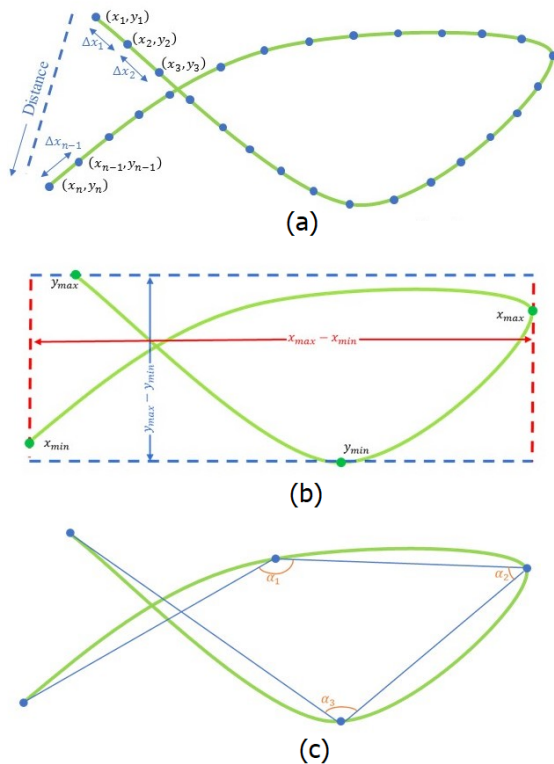 (x₁,y₁)
Δx₁
(x₂,y₂)
Δx₂
(x₃,y₃)
Distance
Δxₙ₋₁
(xₙ₋₁,yₙ₋₁)
(xₙ,yₙ)
(a)
yₘₐₓ
xₘₐₓ
xₘₐₓ − xₘᵢₙ
yₘₐₓ − yₘᵢₙ
xₘᵢₙ
yₘᵢₙ
(b)
α₁
α₂
α₃
(c)